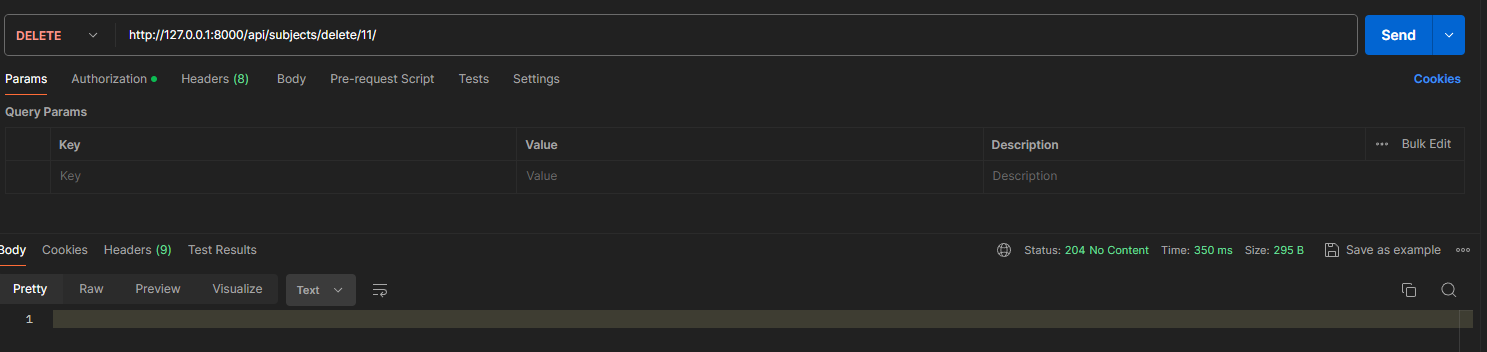 DELETE http://127.0.0.1:8000/api/subjects/delete/11/ Send
Params Authorization Headers (8) Body Pre-request Script Tests Settings Cookies
Query Params
Key Value Description ••• Bulk Edit
Key Value Description
Body Cookies Headers (9) Test Results Status: 204 No Content Time: 350 ms Size: 295 B Save as example •••
Pretty Raw Preview Visualize Text
1